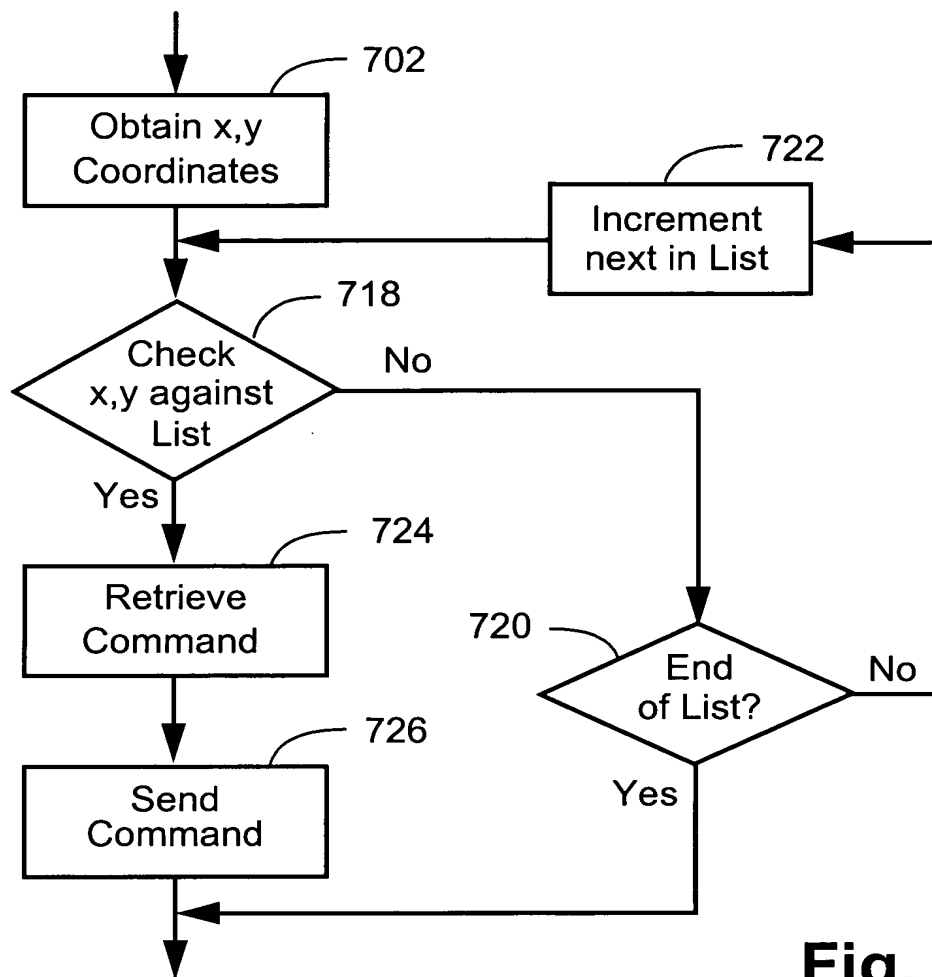 702
Obtain x,y
Coordinates
722
Increment
next in List
718
Check
x,y against
List
No
Yes
724
Retrieve
Command
720
End
of List?
No
726
Send
Command
Yes
Fig.